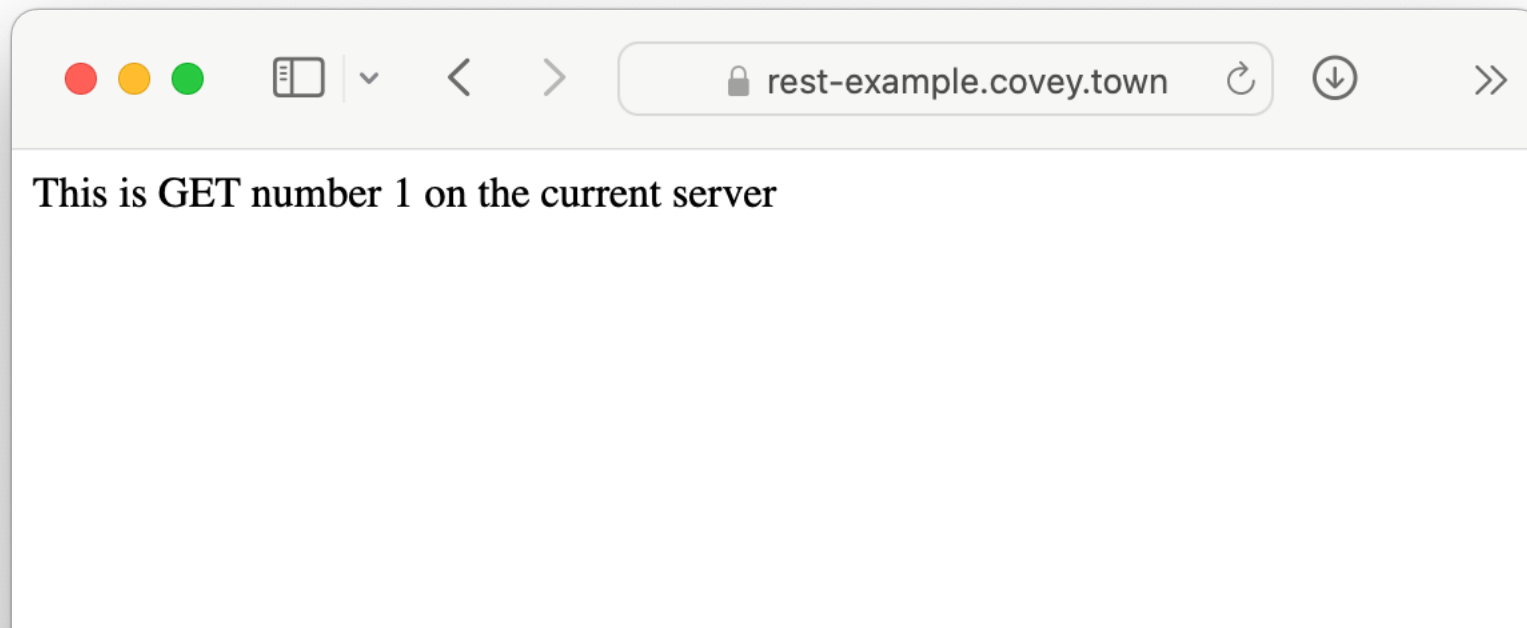 rest-example.covey.town
This is GET number 1 on the current server